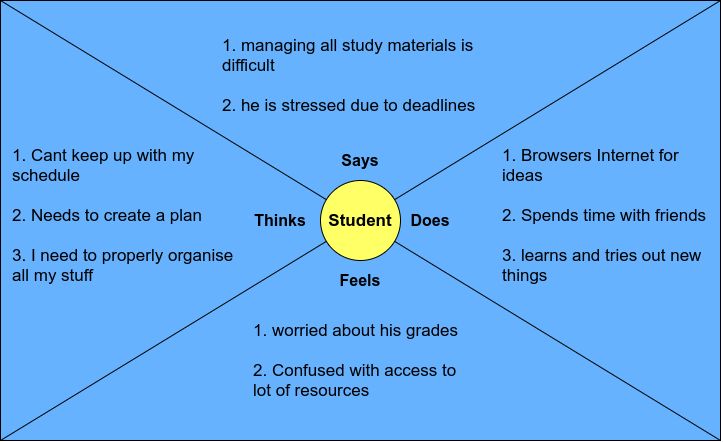 1. managing all study materials is
difficult
2. he is stressed due to deadlines
Says
1. Cant keep up with my
schedule
2. Needs to create a plan
3. I need to properly organise
all my stuff
Thinks
Student
Does
1. Browsers Internet for
ideas
2. Spends time with friends
3. learns and tries out new
things
Feels
1. worried about his grades
2. Confused with access to
lot of resources